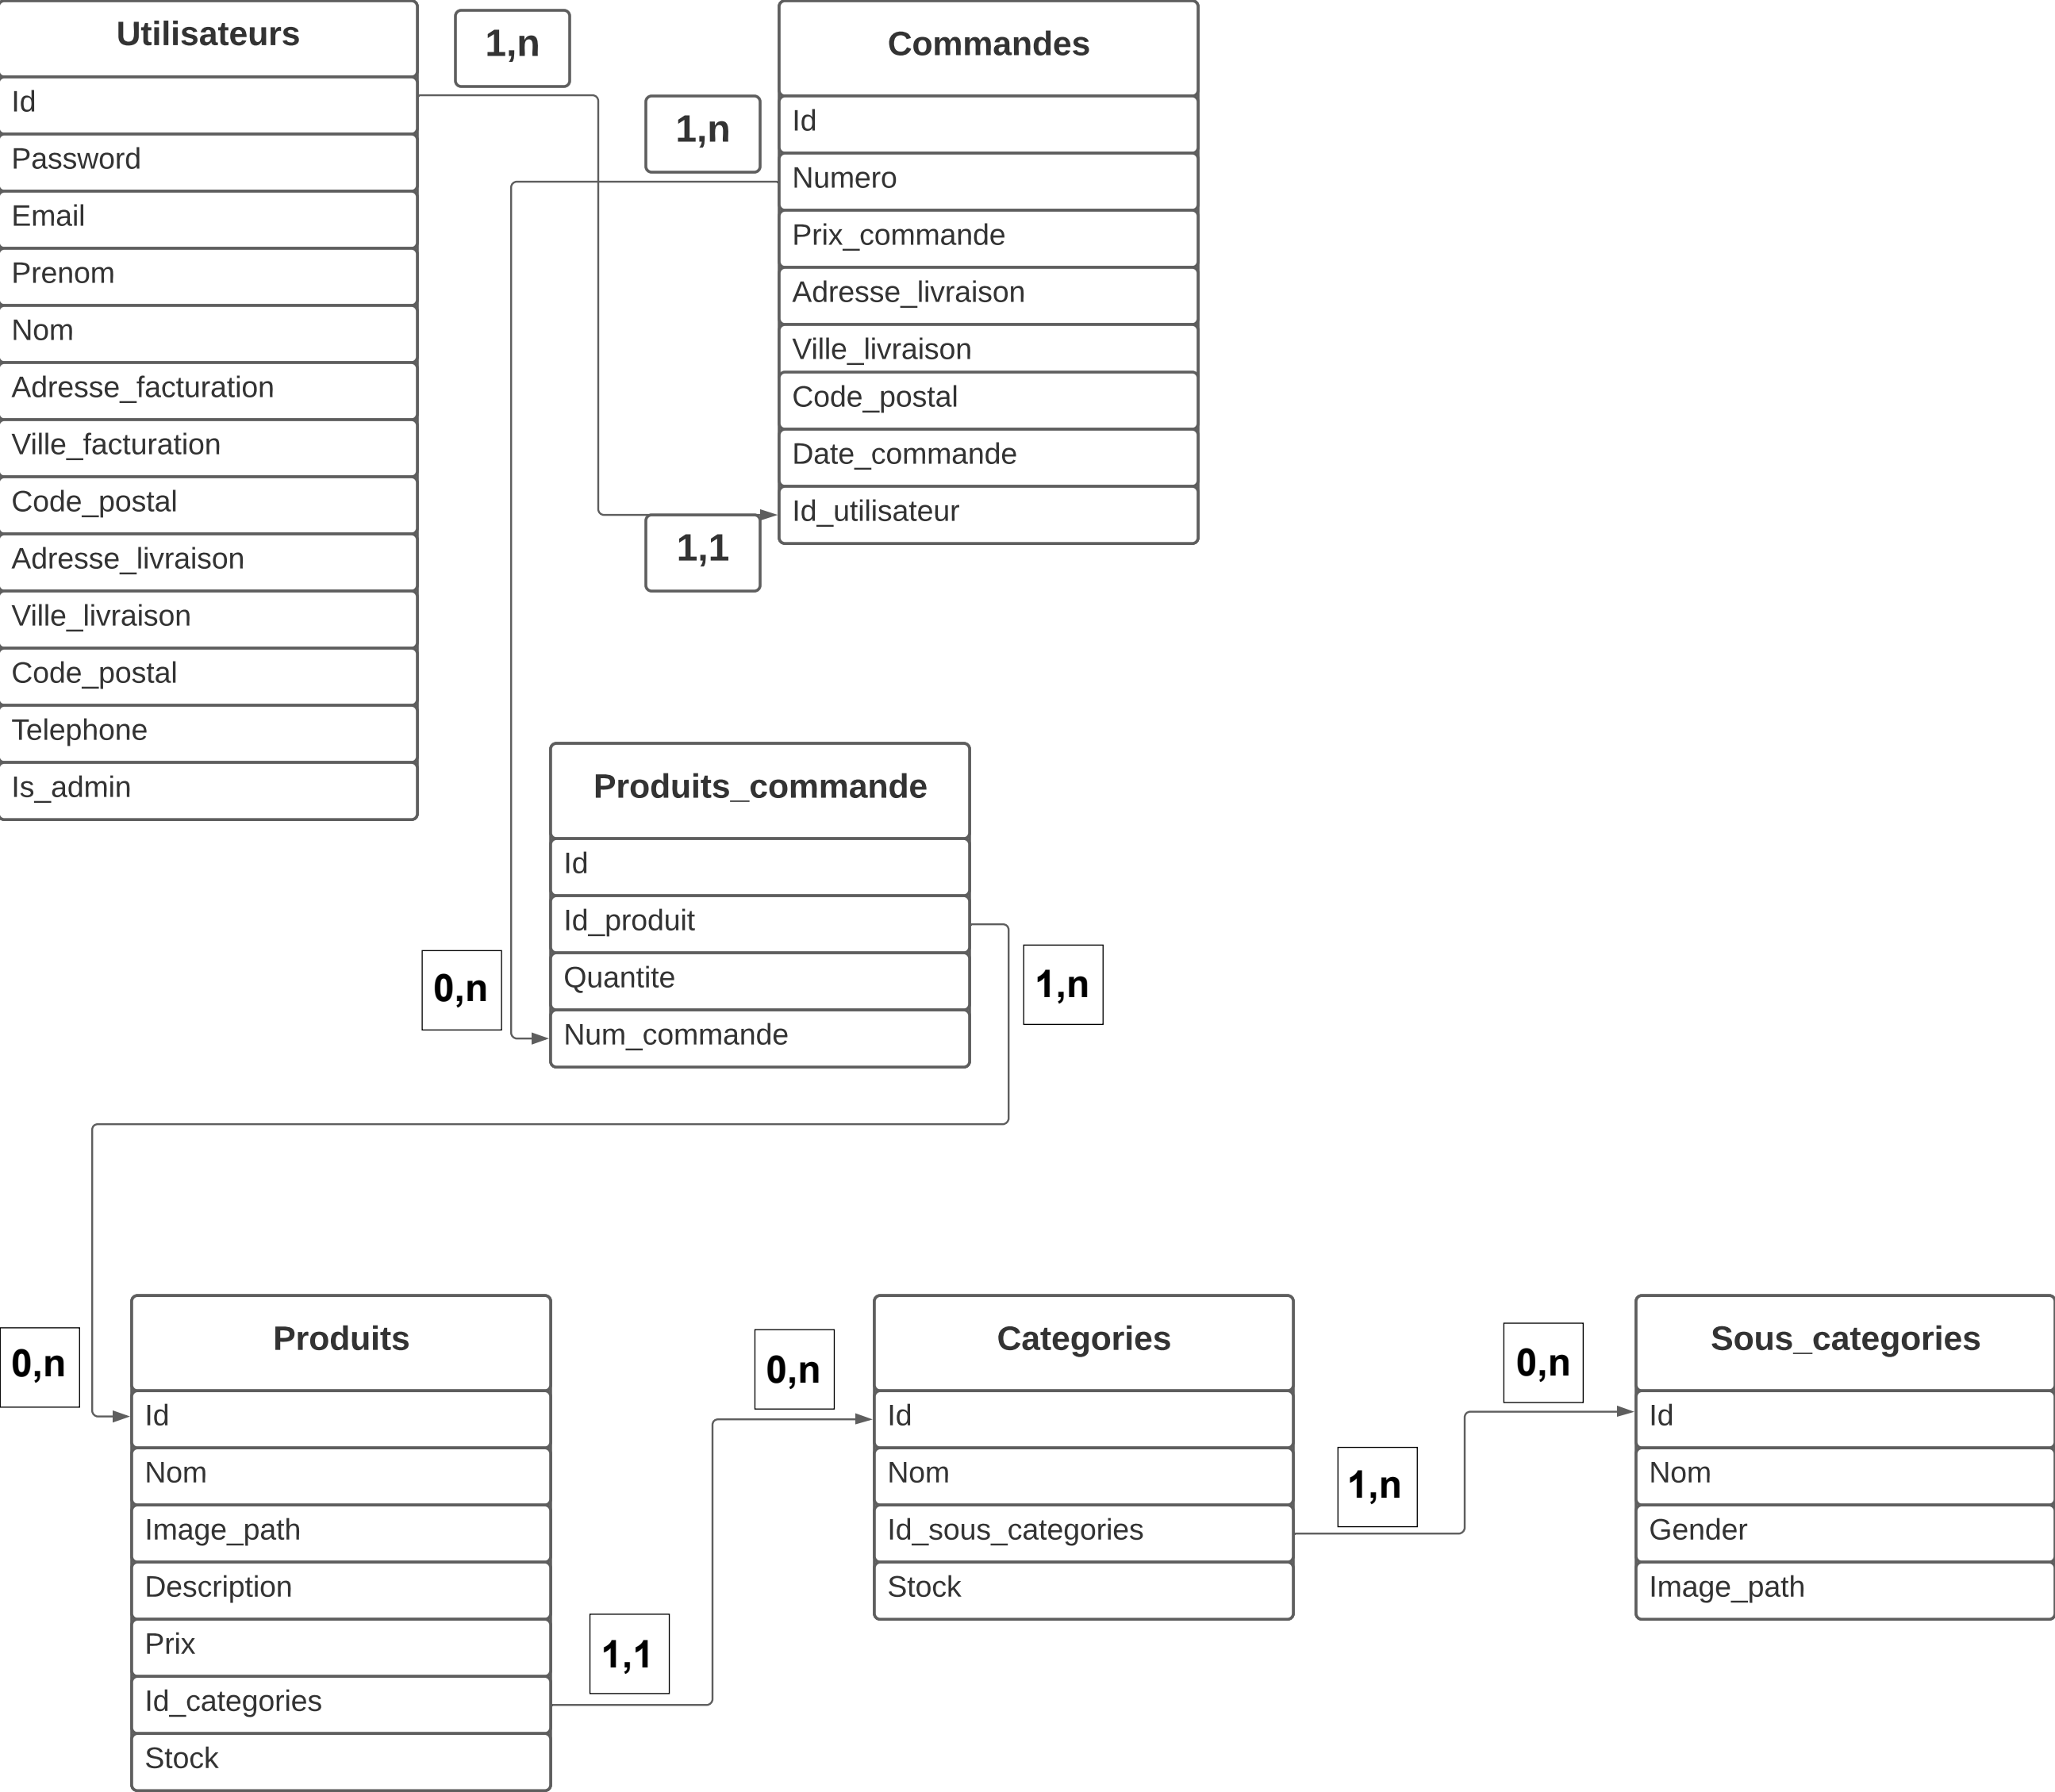 Utilisateurs
Id
Password
Email
Prenom
Nom
Adresse_facturation
Ville_facturation
Code_postal
Adresse_livraison
Ville_livraison
Code_postal
Telephone
Is_admin
1,n
1,n
1,1
Commandes
Id
Numero
Prix_commande
Adresse_livraison
Ville_livraison
Code_postal
Date_commande
Id_utilisateur
Produits_commande
Id
Id_produit
Quantite
Num_commande
0,n
1,n
0,n
Produits
Id
Nom
Image_path
Description
Prix
Id_categories
Stock
1,1
0,n
Categories
Id
Nom
Id_sous_categories
Stock
1,n
0,n
Sous_categories
Id
Nom
Gender
Image_path